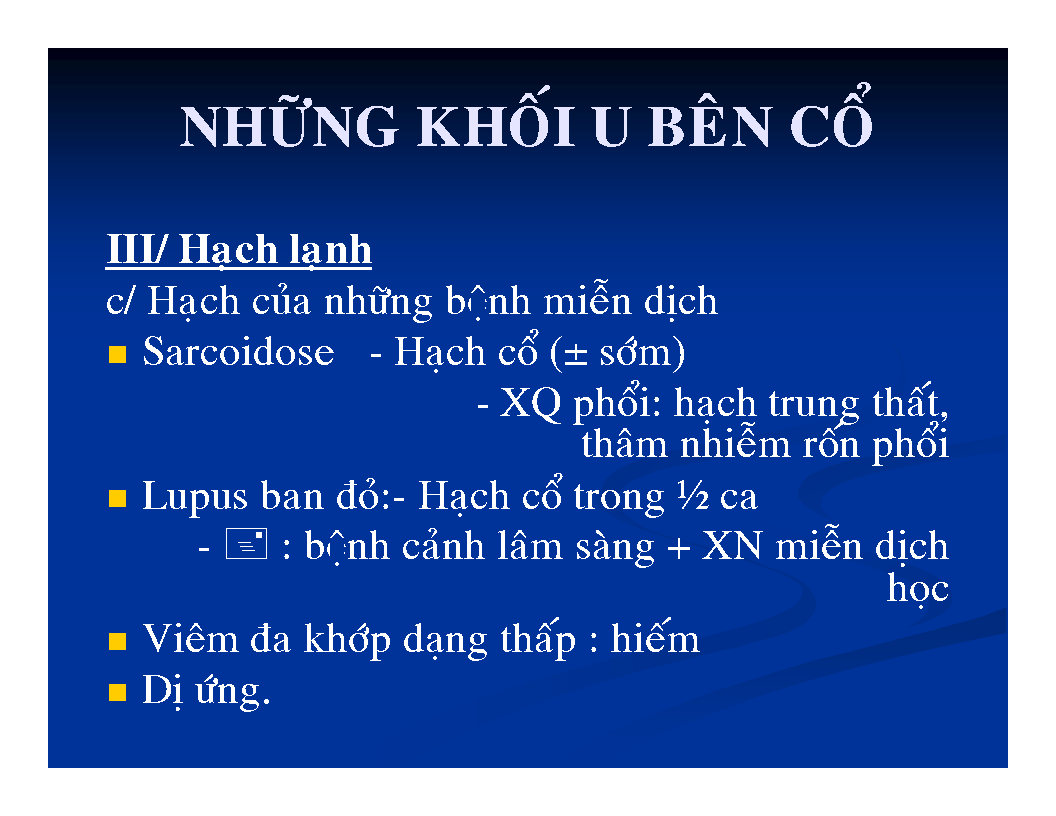 NHỮNG KHỐI U BÊN CỔ
III/ Hạch lạnh
c/ Hạch của những bệnh miễn dịch
Sarcoidose - Hạch cổ (± sớm)
- XQ phổi: hạch trung thất,
thâm nhiễm rốn phổi
Lupus ban đỏ:- Hạch cổ trong ½ ca
- : bệnh cảnh lâm sàng + XN miễn dịch
học
Viêm đa khớp dạng thấp : hiếm
Dị ứng.